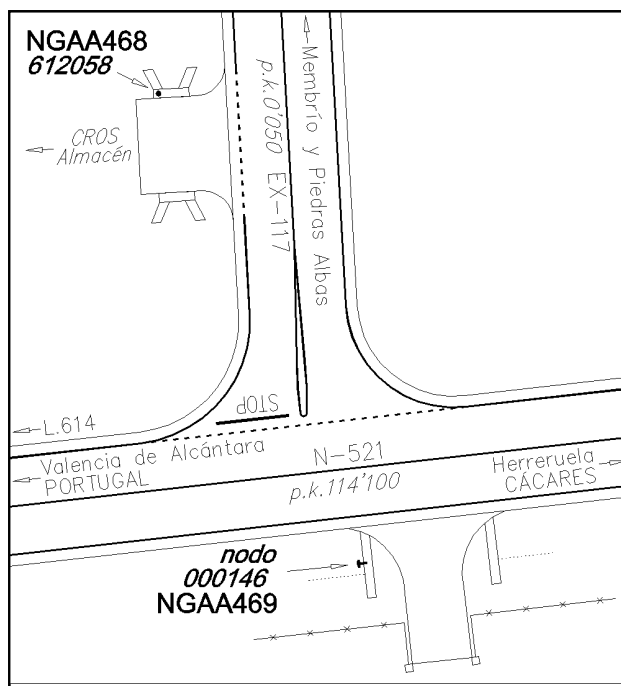 NGAA468
612058
CROS
Almacén
p.k.0'050 EX-117
Membrío y Piedras Albas
STOP
L.614
Valencia de Alcántara
PORTUGAL
N-521
p.k.114'100
Herreruela
CÁCARES
nodo
000146
NGAA469